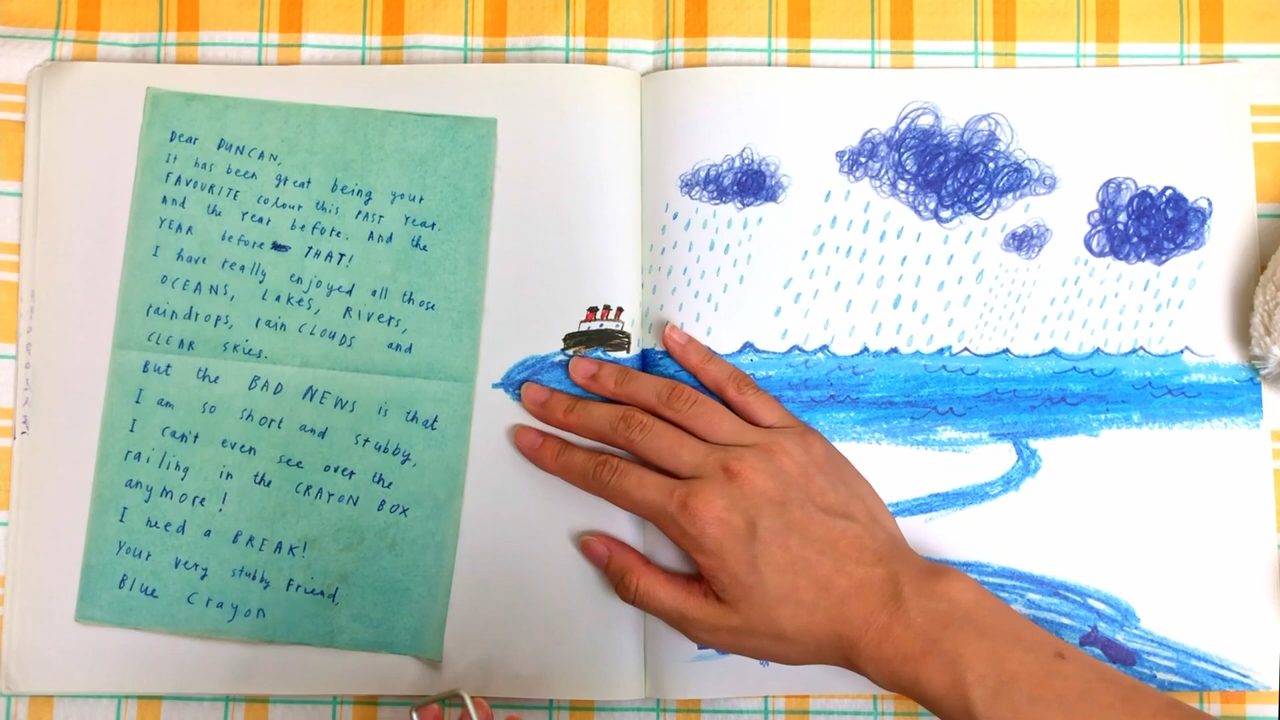 Dear DUNCAN,
It has been great being your
FAVOURITE colour this PAST year.
And the year before. And the
YEAR before THAT!
I have really enjoyed all those
OCEANS, Lakes, RIVERS,
raindrops, rain CLOUDS and
CLEAR skies.
But the BAD NEWS is that
I am so short and stubby,
I can't even see over the
railing in the CRAYON BOX
anymore!
I need a BREAK!
Your very stubby friend,
Blue Crayon